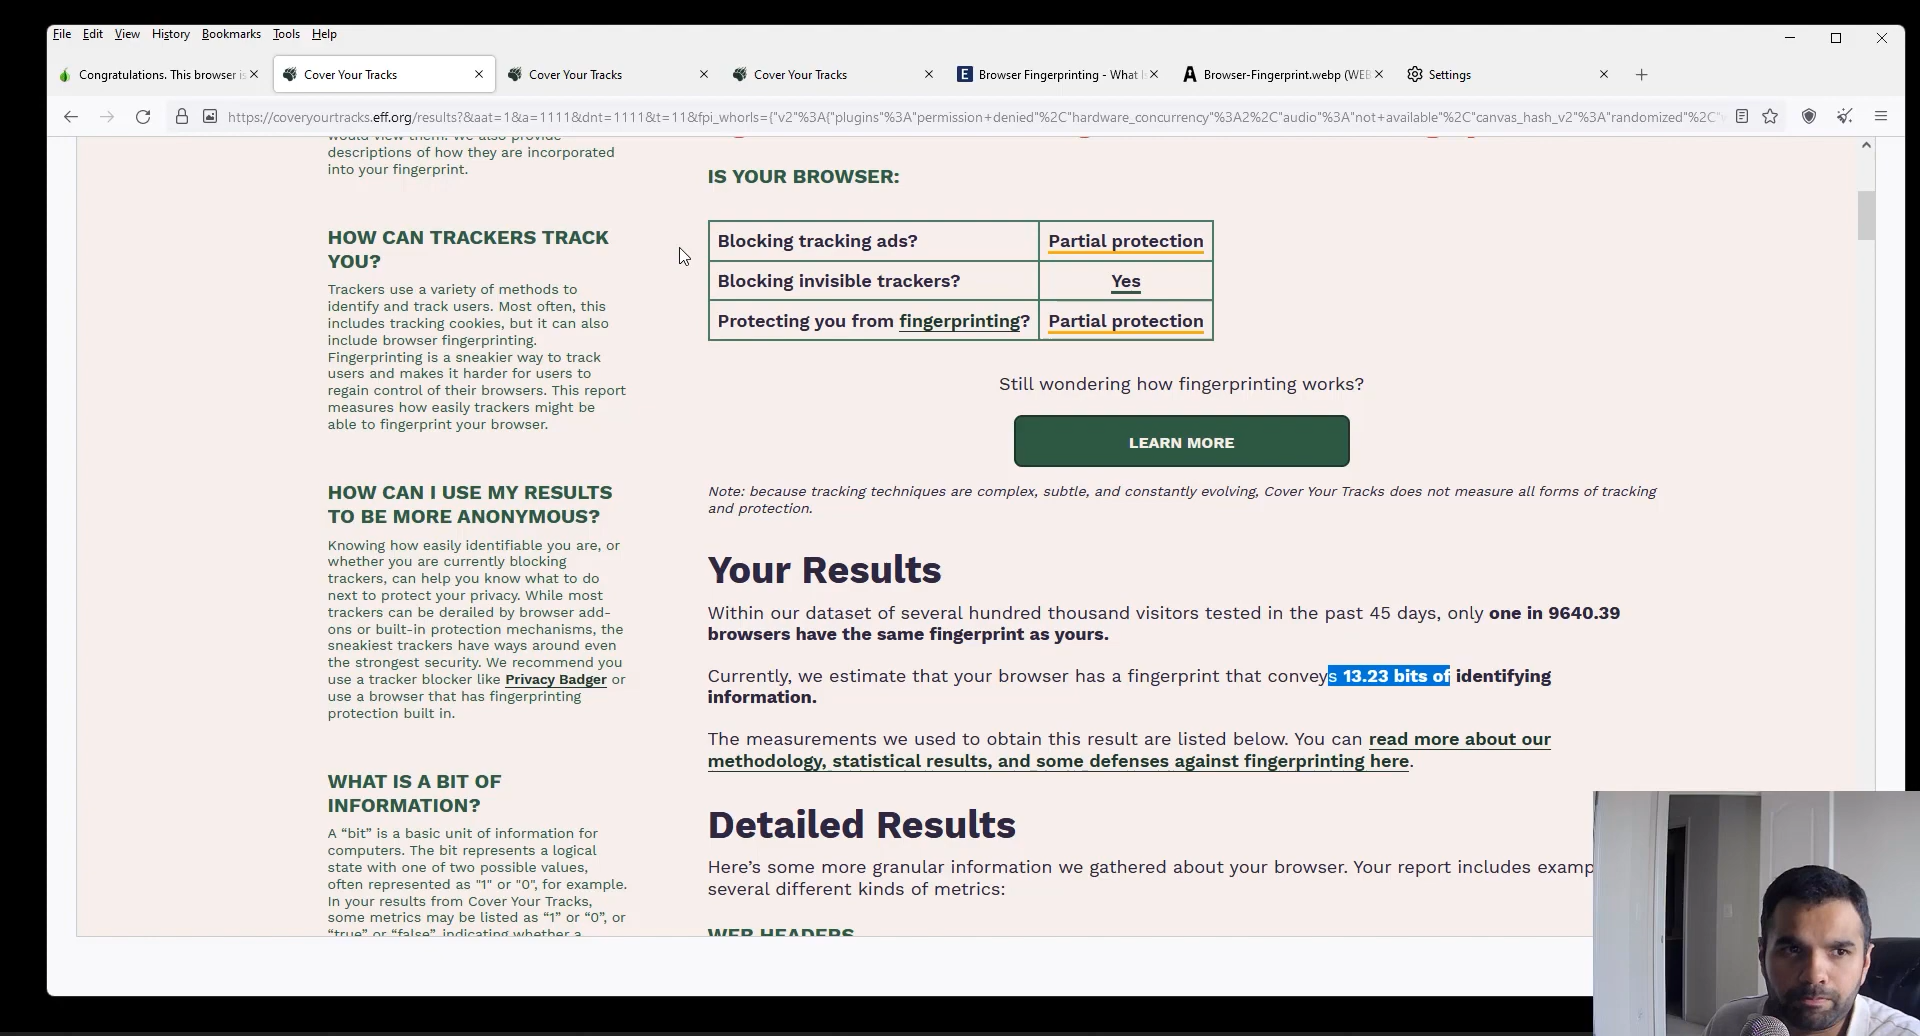 File Edit View History Bookmarks Tools Help
Congratulations. This browser is
Cover Your Tracks
Cover Your Tracks
Cover Your Tracks
Browser Fingerprinting - What I
Browser-Fingerprint.webp (WEB
Settings
https://coveryourtracks.eff.org/results?&aat=1&a=1111&dnt=1111&t=11&fpi_whorls={"v2"%3A{"plugins"%3A"permission+denied"%2C"hardware_concurrency"%3A2%2C"audio"%3A"not+available"%2C"canvas_hash_v2"%3A"randomized"%2C"
would view them. We also provide
descriptions of how they are incorporated
into your fingerprint.
HOW CAN TRACKERS TRACK
YOU?
Trackers use a variety of methods to
identify and track users. Most often, this
includes tracking cookies, but it can also
include browser fingerprinting.
Fingerprinting is a sneakier way to track
users and makes it harder for users to
regain control of their browsers. This report
measures how easily trackers might be
able to fingerprint your browser.
HOW CAN I USE MY RESULTS
TO BE MORE ANONYMOUS?
Knowing how easily identifiable you are, or
whether you are currently blocking
trackers, can help you know what to do
next to protect your privacy. While most
trackers can be derailed by browser add-
ons or built-in protection mechanisms, the
sneakiest trackers have ways around even
the strongest security. We recommend you
use a tracker blocker like Privacy Badger or
use a browser that has fingerprinting
protection built in.
WHAT IS A BIT OF
INFORMATION?
A “bit” is a basic unit of information for
computers. The bit represents a logical
state with one of two possible values,
often represented as "1" or "0", for example.
In your results from Cover Your Tracks,
some metrics may be listed as “1” or “0”, or
“true” or “false”, indicating whether a
IS YOUR BROWSER:
Blocking tracking ads? Partial protection
Blocking invisible trackers? Yes
Protecting you from fingerprinting? Partial protection
Still wondering how fingerprinting works?
LEARN MORE
Note: because tracking techniques are complex, subtle, and constantly evolving, Cover Your Tracks does not measure all forms of tracking
and protection.
Your Results
Within our dataset of several hundred thousand visitors tested in the past 45 days, only one in 9640.39
browsers have the same fingerprint as yours.
Currently, we estimate that your browser has a fingerprint that conveys 13.23 bits of identifying
information.
The measurements we used to obtain this result are listed below. You can read more about our
methodology, statistical results, and some defenses against fingerprinting here.
Detailed Results
Here’s some more granular information we gathered about your browser. Your report includes examp
several different kinds of metrics:
WEB HEADERS